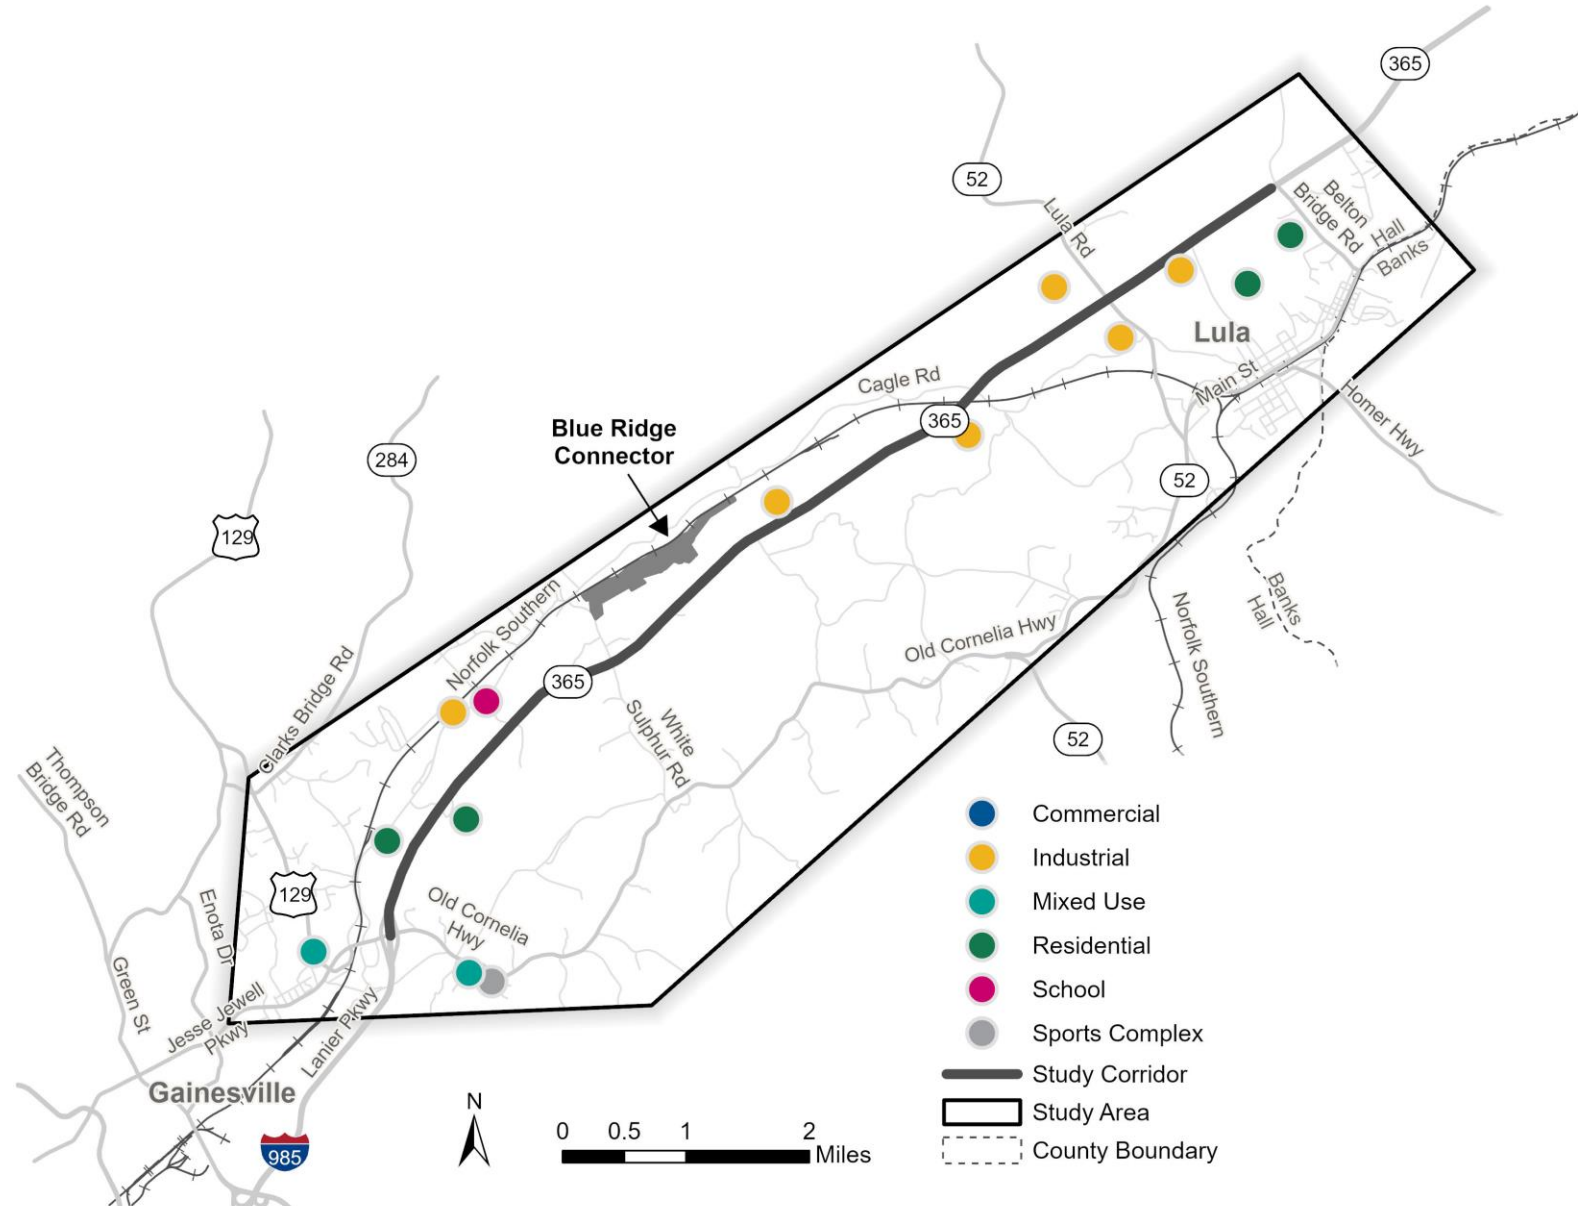 365
52
Lula Rd
Belton
Bridge Rd
Hall
Banks
Lula
Cagle Rd
Main St
Homer Hwy
365
Blue Ridge
Connector
284
129
52
Norfolk Southern
Banks
Hall
Norfolk Southern
Old Cornelia Hwy
Clarks Bridge Rd
365
White
Sulphur Rd
52
Thompson
Bridge Rd
129
Enota Dr
Old Cornelia
Hwy
Green St
Jesse Jewell
Pkwy
Lanier Pkwy
Gainesville
985
N
0 0.5 1 2
Miles
Commercial
Industrial
Mixed Use
Residential
School
Sports Complex
Study Corridor
Study Area
County Boundary